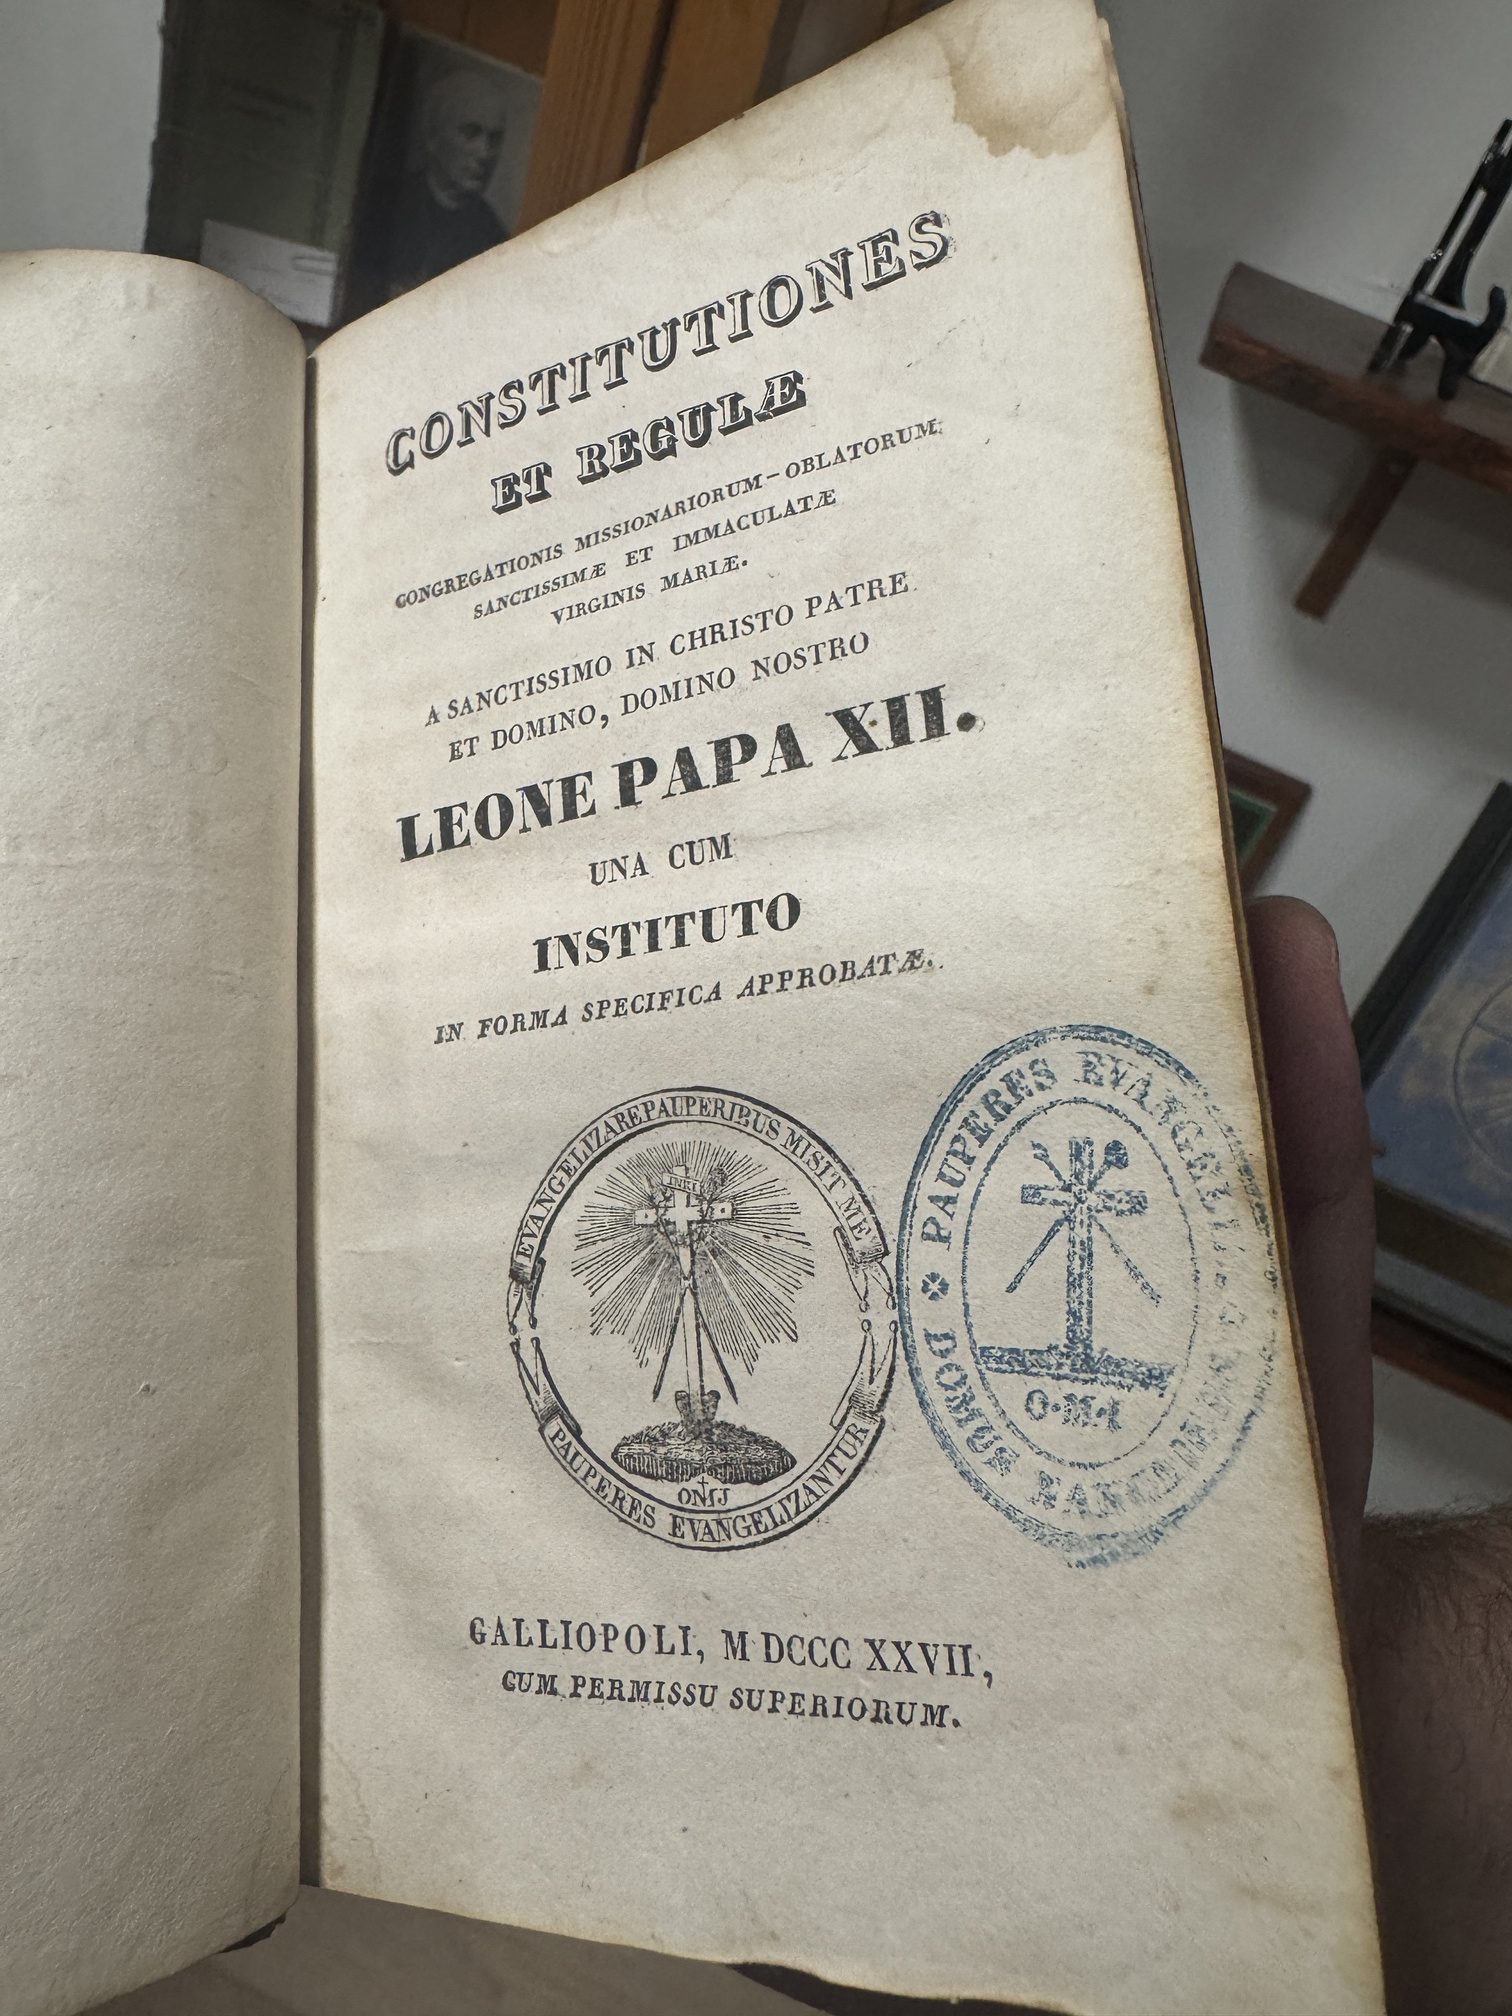 CONSTITUTIONES
ET REGULÆ
CONGREGATIONIS MISSIONARIORUM-OBLATORUM
SANCTISSIMÆ ET IMMACULATÆ
VIRGINIS MARIÆ.
A SANCTISSIMO IN CHRISTO PATRE
ET DOMINO, DOMINO NOSTRO
LEONE PAPA XII.
UNA CUM
INSTITUTO
IN FORMA SPECIFICA APPROBATÆ.
EVANGELIZARE PAUPERIBUS MISIT ME
INRI
OMIJ
PAUPERES EVANGELIZANTUR
PAUPERES
O.M.I
DOMUS
GALLIOPOLI, M DCCC XXVII,
CUM PERMISSU SUPERIORUM.